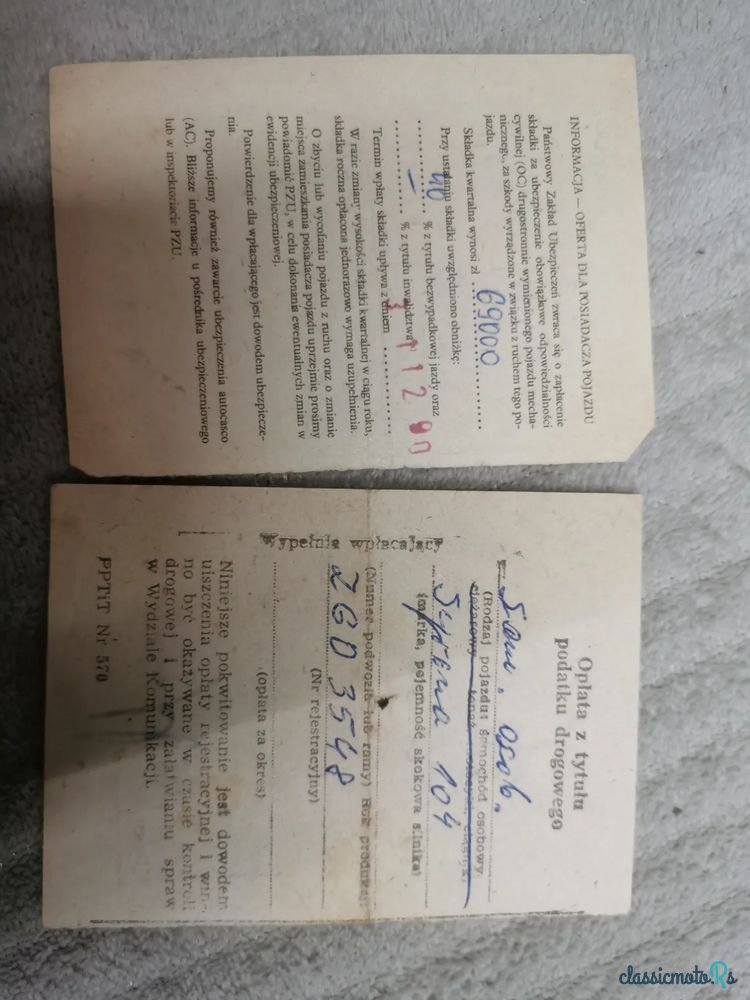 INFORMACJA — OFERTA DLA POSIADACZA POJAZDU
Państwowy Zakład Ubezpieczeń zwraca się o zapłacenie
składki za ubezpieczenie obowiązkowe odpowiedzialności
cywilnej (OC) drugostronnie wymienionego pojazdu mecha-
nicznego, za szkody wyrządzone w związku z ruchem tego po-
jazdu.
Składka kwartalna wynosi zł 69000
Przy ustalaniu składki uwzględniono obniżkę:
40 % z tytułu bezwypadkowej jazdy oraz
— % z tytułu inwalidztwa
Termin wpłaty składki upływa z dniem 1 12 90
W razie zmiany wysokości składki kwartalnej w ciągu roku,
składka roczna opłacona jednorazowo wymaga uzupełnienia.
O zbyciu lub wycofaniu pojazdu z ruchu oraz o zmianie
miejsca zamieszkania posiadacza pojazdu uprzejmie prosimy
powiadomić PZU, w celu dokonania ewentualnych zmian w
ewidencji ubezpieczeniowej.
Potwierdzenie dla wpłacającego jest dowodem ubezpiecze-
nia.
Proponujemy również zawarcie ubezpieczenia autocasco
(AC). Bliższe informacje u pośrednika ubezpieczeniowego
lub w inspektoracie PZU.
Opłata z tytułu
podatku drogowego
Sam. osob.
(Rodzaj pojazdu: samochód osobowy,
ciężarowy
Syrena 104
(marka, pojemność skokowa silnika)
(Numer podwozia lub ramy) Rok produkcji
ZGO 3548
(Nr rejestracyjny)
(opłata za okres)
Wypełnia wpłacający
Niniejsze pokwitowanie jest dowodem
uiszczenia opłaty rejestracyjnej i win-
no być okazywane w czasie kontroli
drogowej i przy załatwianiu spraw
w Wydziale Komunikacji.
PPTiT Nr 570
classicmoto.Rs